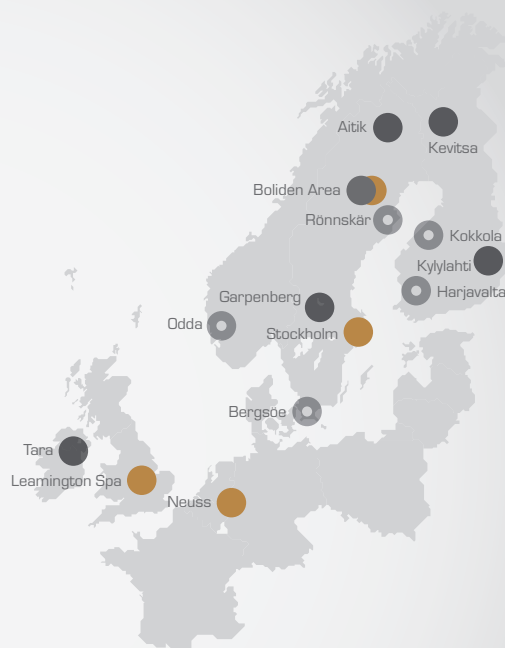 Aitik
Kevitsa
Boliden Area
Rönnskär
Kokkola
Kylylahti
Harjavalta
Garpenberg
Odda
Stockholm
Bergsöe
Tara
Leamington Spa
Neuss